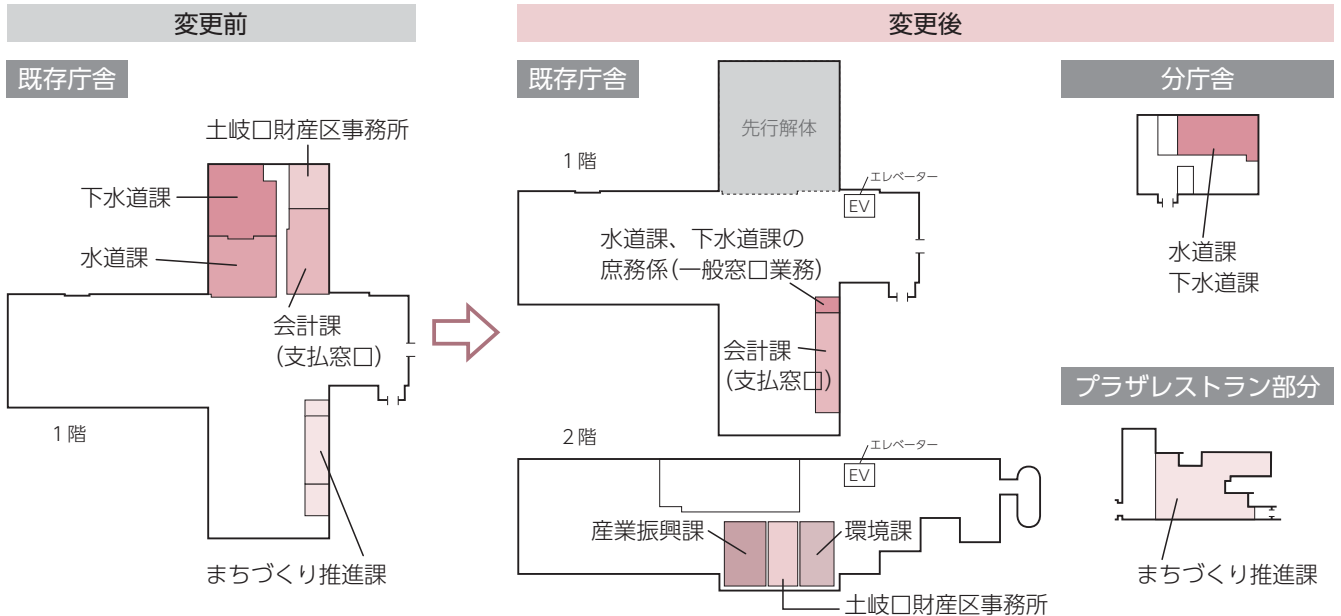 変更前
既存庁舎
土岐口財産区事務所
下水道課
水道課
会計課
(支払窓口)
1階
まちづくり推進課
変更後
既存庁舎
先行解体
1階
エレベーター
EV
水道課、下水道課の
庶務係(一般窓口業務)
会計課
(支払窓口)
2階
エレベーター
EV
産業振興課
環境課
土岐口財産区事務所
分庁舎
水道課
下水道課
プラザレストラン部分
まちづくり推進課